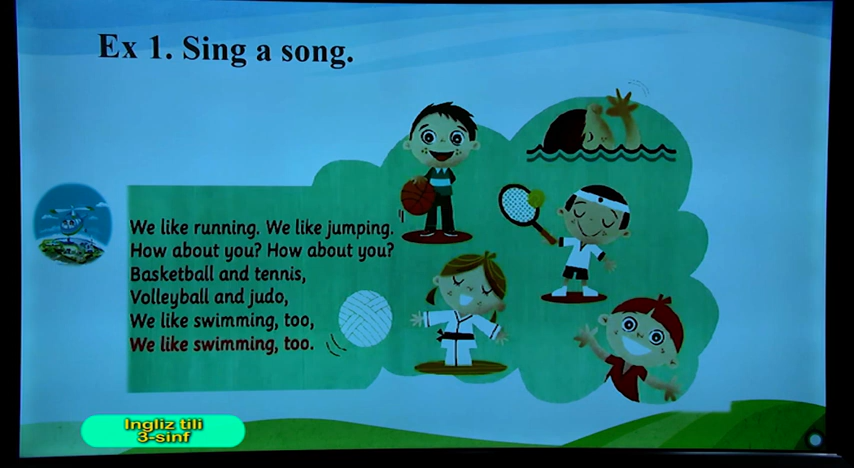 Ex 1. Sing a song.
We like running. We like jumping.
How about you? How about you?
Basketball and tennis,
Volleyball and judo,
We like swimming, too,
We like swimming, too.
Ingliz tili
3-sinf